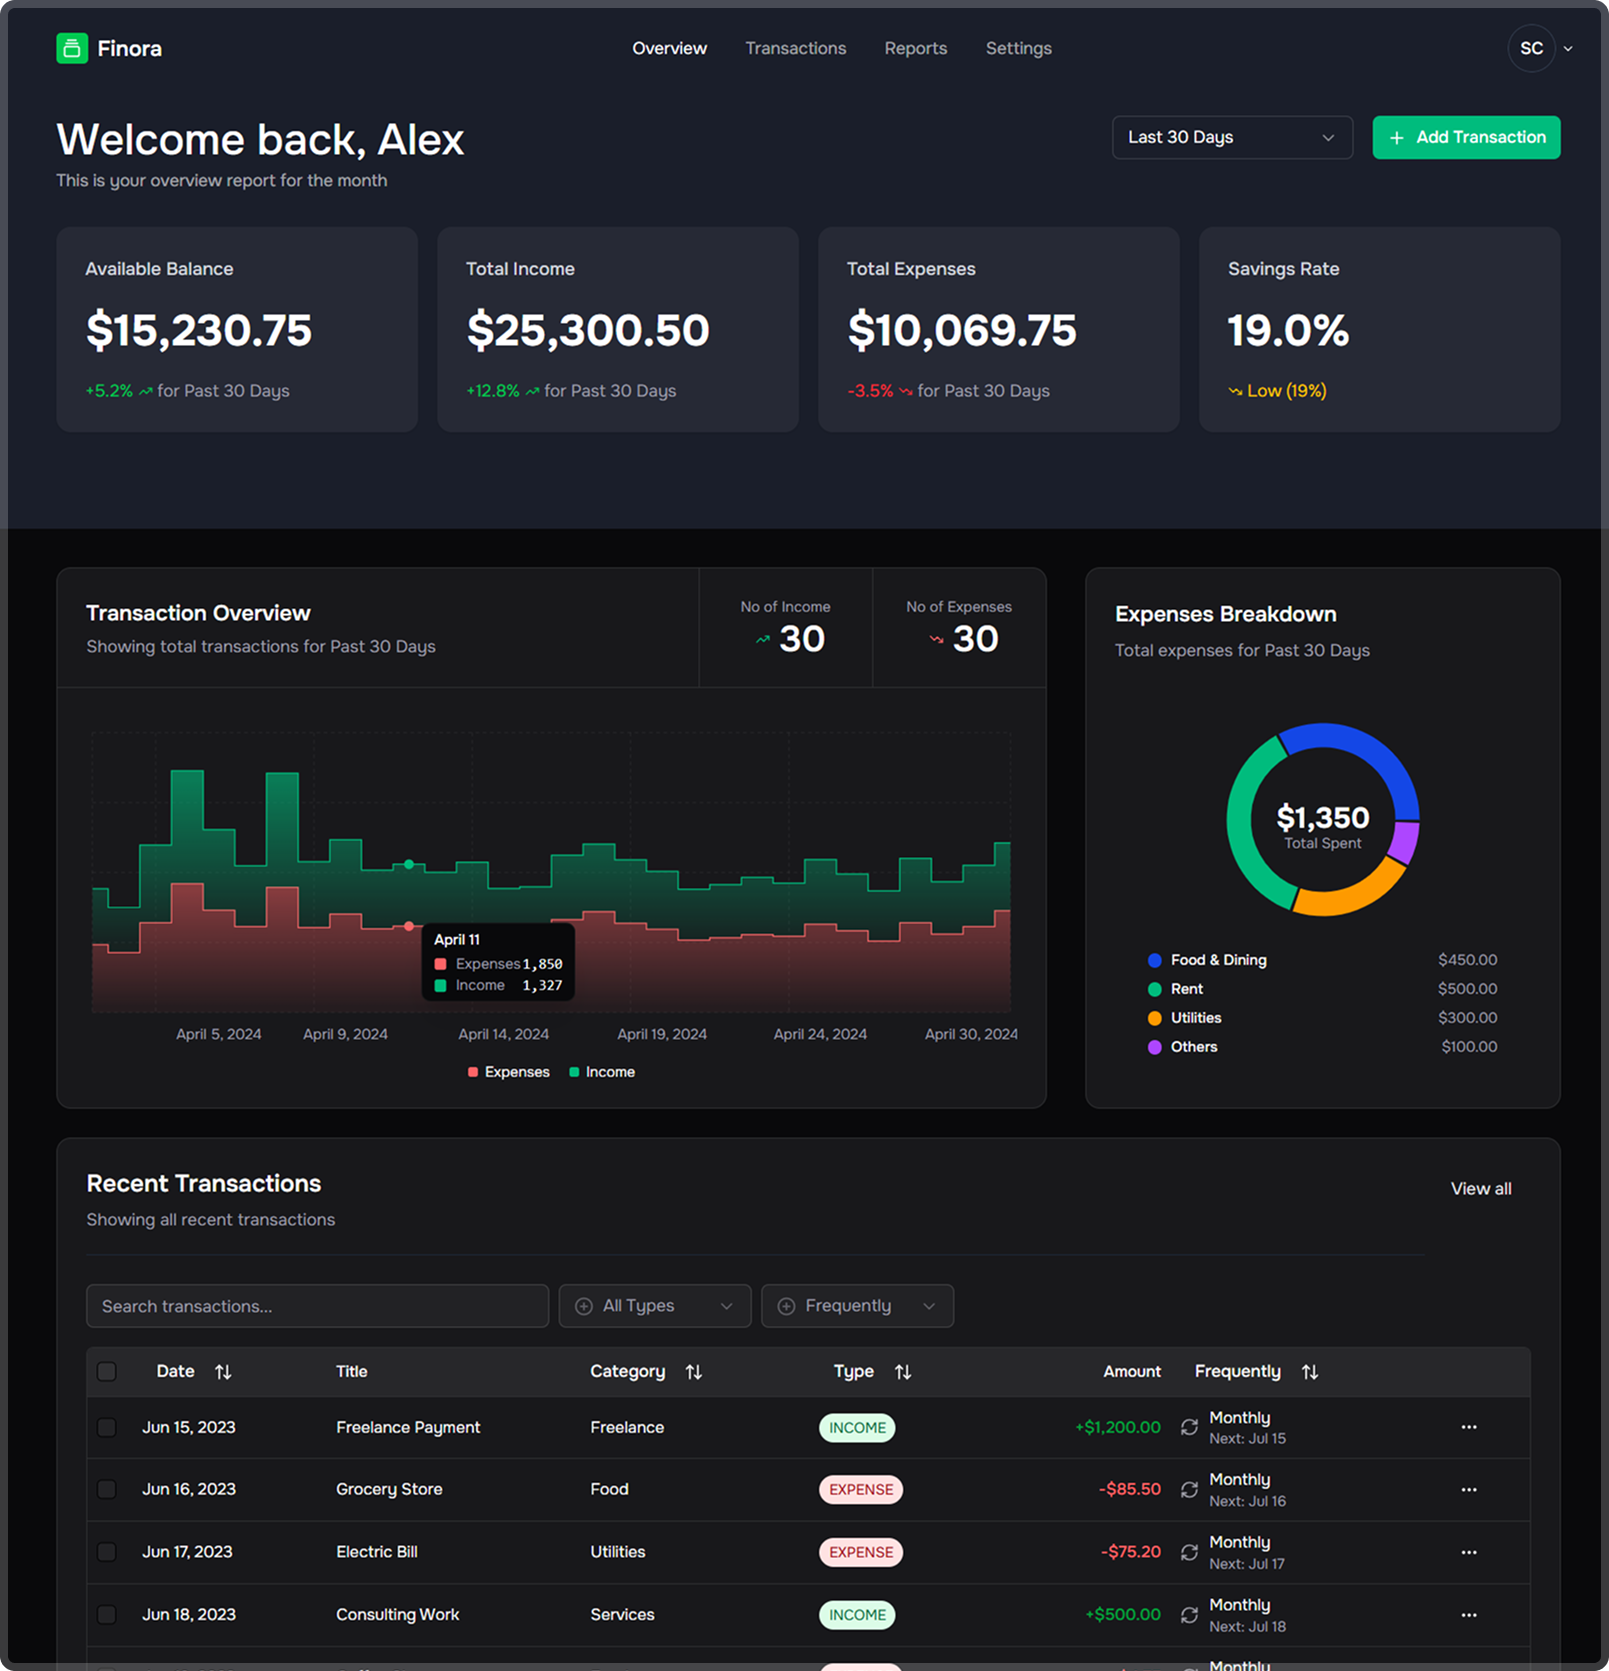 Finora
Overview
Transactions
Reports
Settings
SC
Welcome back, Alex
This is your overview report for the month
Last 30 Days
Add Transaction
Available Balance
$15,230.75
+5.2% for Past 30 Days
Total Income
$25,300.50
+12.8% for Past 30 Days
Total Expenses
$10,069.75
-3.5% for Past 30 Days
Savings Rate
19.0%
Low (19%)
Transaction Overview
Showing total transactions for Past 30 Days
No of Income
30
No of Expenses
30
April 11
Expenses 1,850
Income 1,327
April 5, 2024
April 9, 2024
April 14, 2024
April 19, 2024
April 24, 2024
April 30, 2024
Expenses
Income
Expenses Breakdown
Total expenses for Past 30 Days
$1,350
Total Spent
Food & Dining $450.00
Rent $500.00
Utilities $300.00
Others $100.00
Recent Transactions
Showing all recent transactions
View all
Search transactions...
All Types
Frequently
Date Title Category Type Amount Frequently
Jun 15, 2023 Freelance Payment Freelance INCOME +$1,200.00 Monthly
Next: Jul 15
Jun 16, 2023 Grocery Store Food EXPENSE -$85.50 Monthly
Next: Jul 16
Jun 17, 2023 Electric Bill Utilities EXPENSE -$75.20 Monthly
Next: Jul 17
Jun 18, 2023 Consulting Work Services INCOME +$500.00 Monthly
Next: Jul 18
Monthly